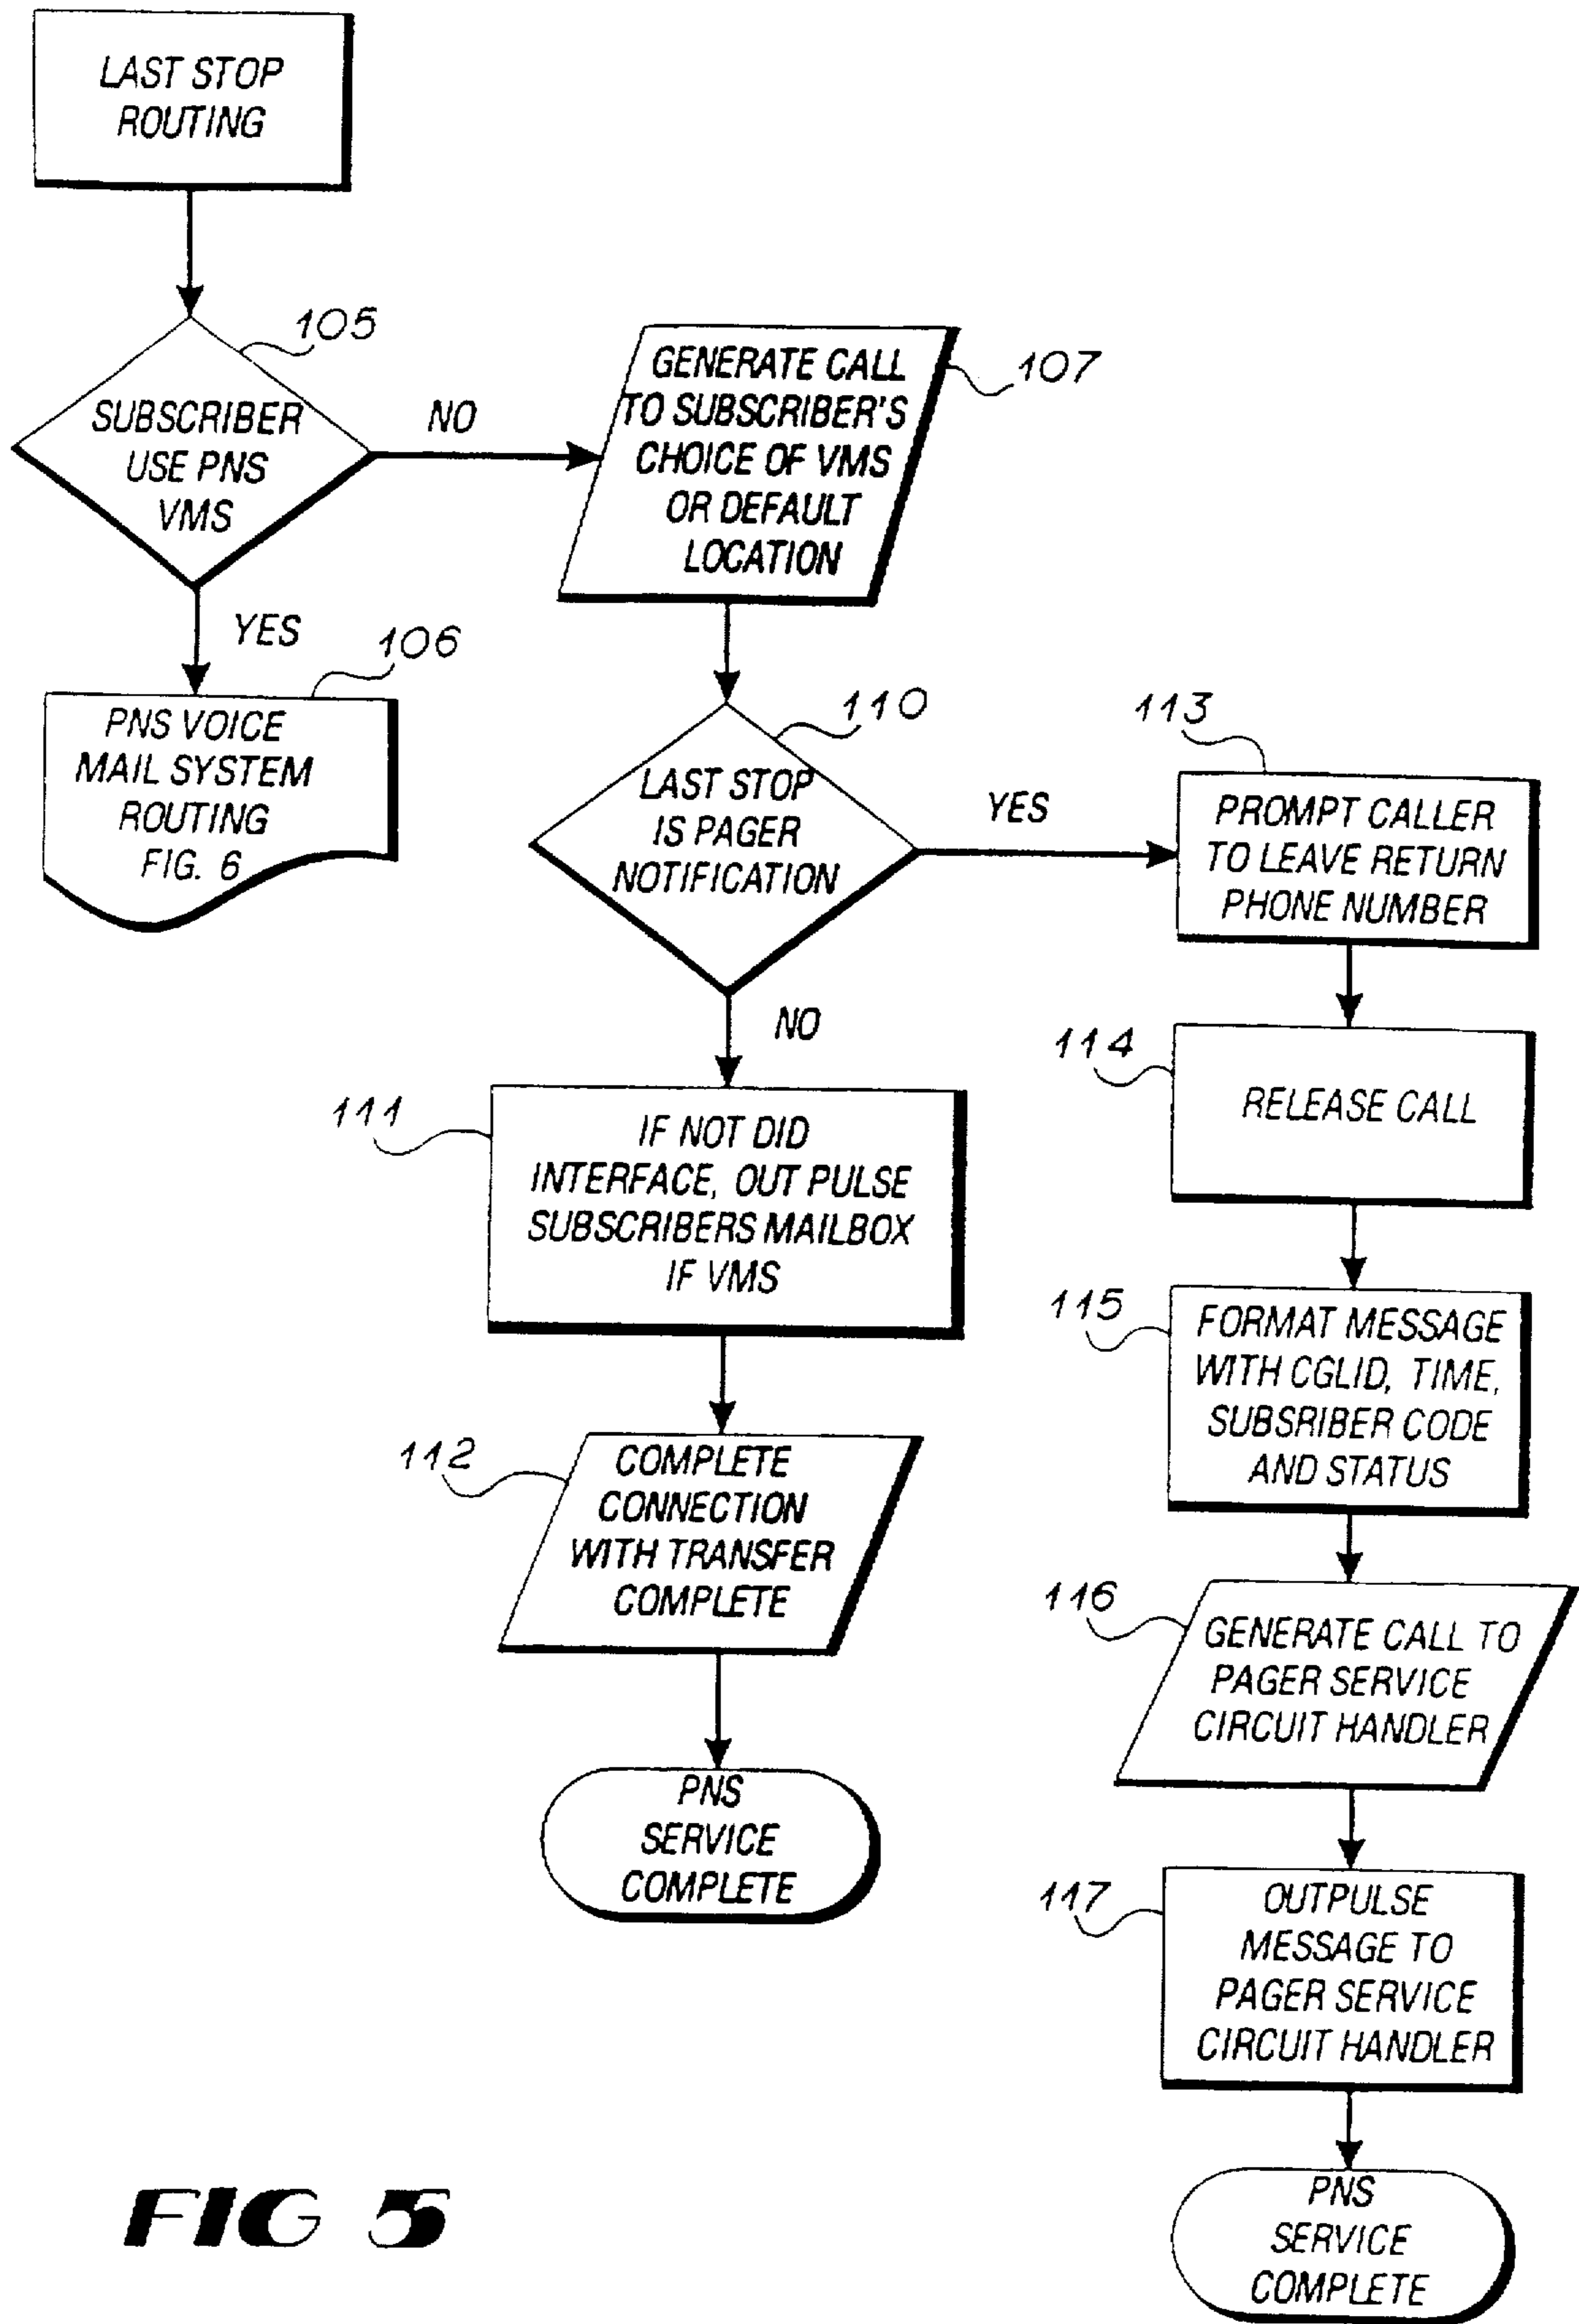 LAST STOP
ROUTING
105
SUBSCRIBER
USE PNS
VMS
NO
YES
106
PNS VOICE
MAIL SYSTEM
ROUTING
FIG. 6
GENERATE CALL
TO SUBSCRIBER'S
CHOICE OF VMS
OR DEFAULT
LOCATION
107
110
LAST STOP
IS PAGER
NOTIFICATION
YES
NO
111
IF NOT DID
INTERFACE, OUT PULSE
SUBSCRIBERS MAILBOX
IF VMS
112
COMPLETE
CONNECTION
WITH TRANSFER
COMPLETE
PNS
SERVICE
COMPLETE
113
PROMPT CALLER
TO LEAVE RETURN
PHONE NUMBER
114
RELEASE CALL
115
FORMAT MESSAGE
WITH CGLID, TIME,
SUBSRIBER CODE
AND STATUS
116
GENERATE CALL TO
PAGER SERVICE
CIRCUIT HANDLER
117
OUTPULSE
MESSAGE TO
PAGER SERVICE
CIRCUIT HANDLER
PNS
SERVICE
COMPLETE
FIG 5